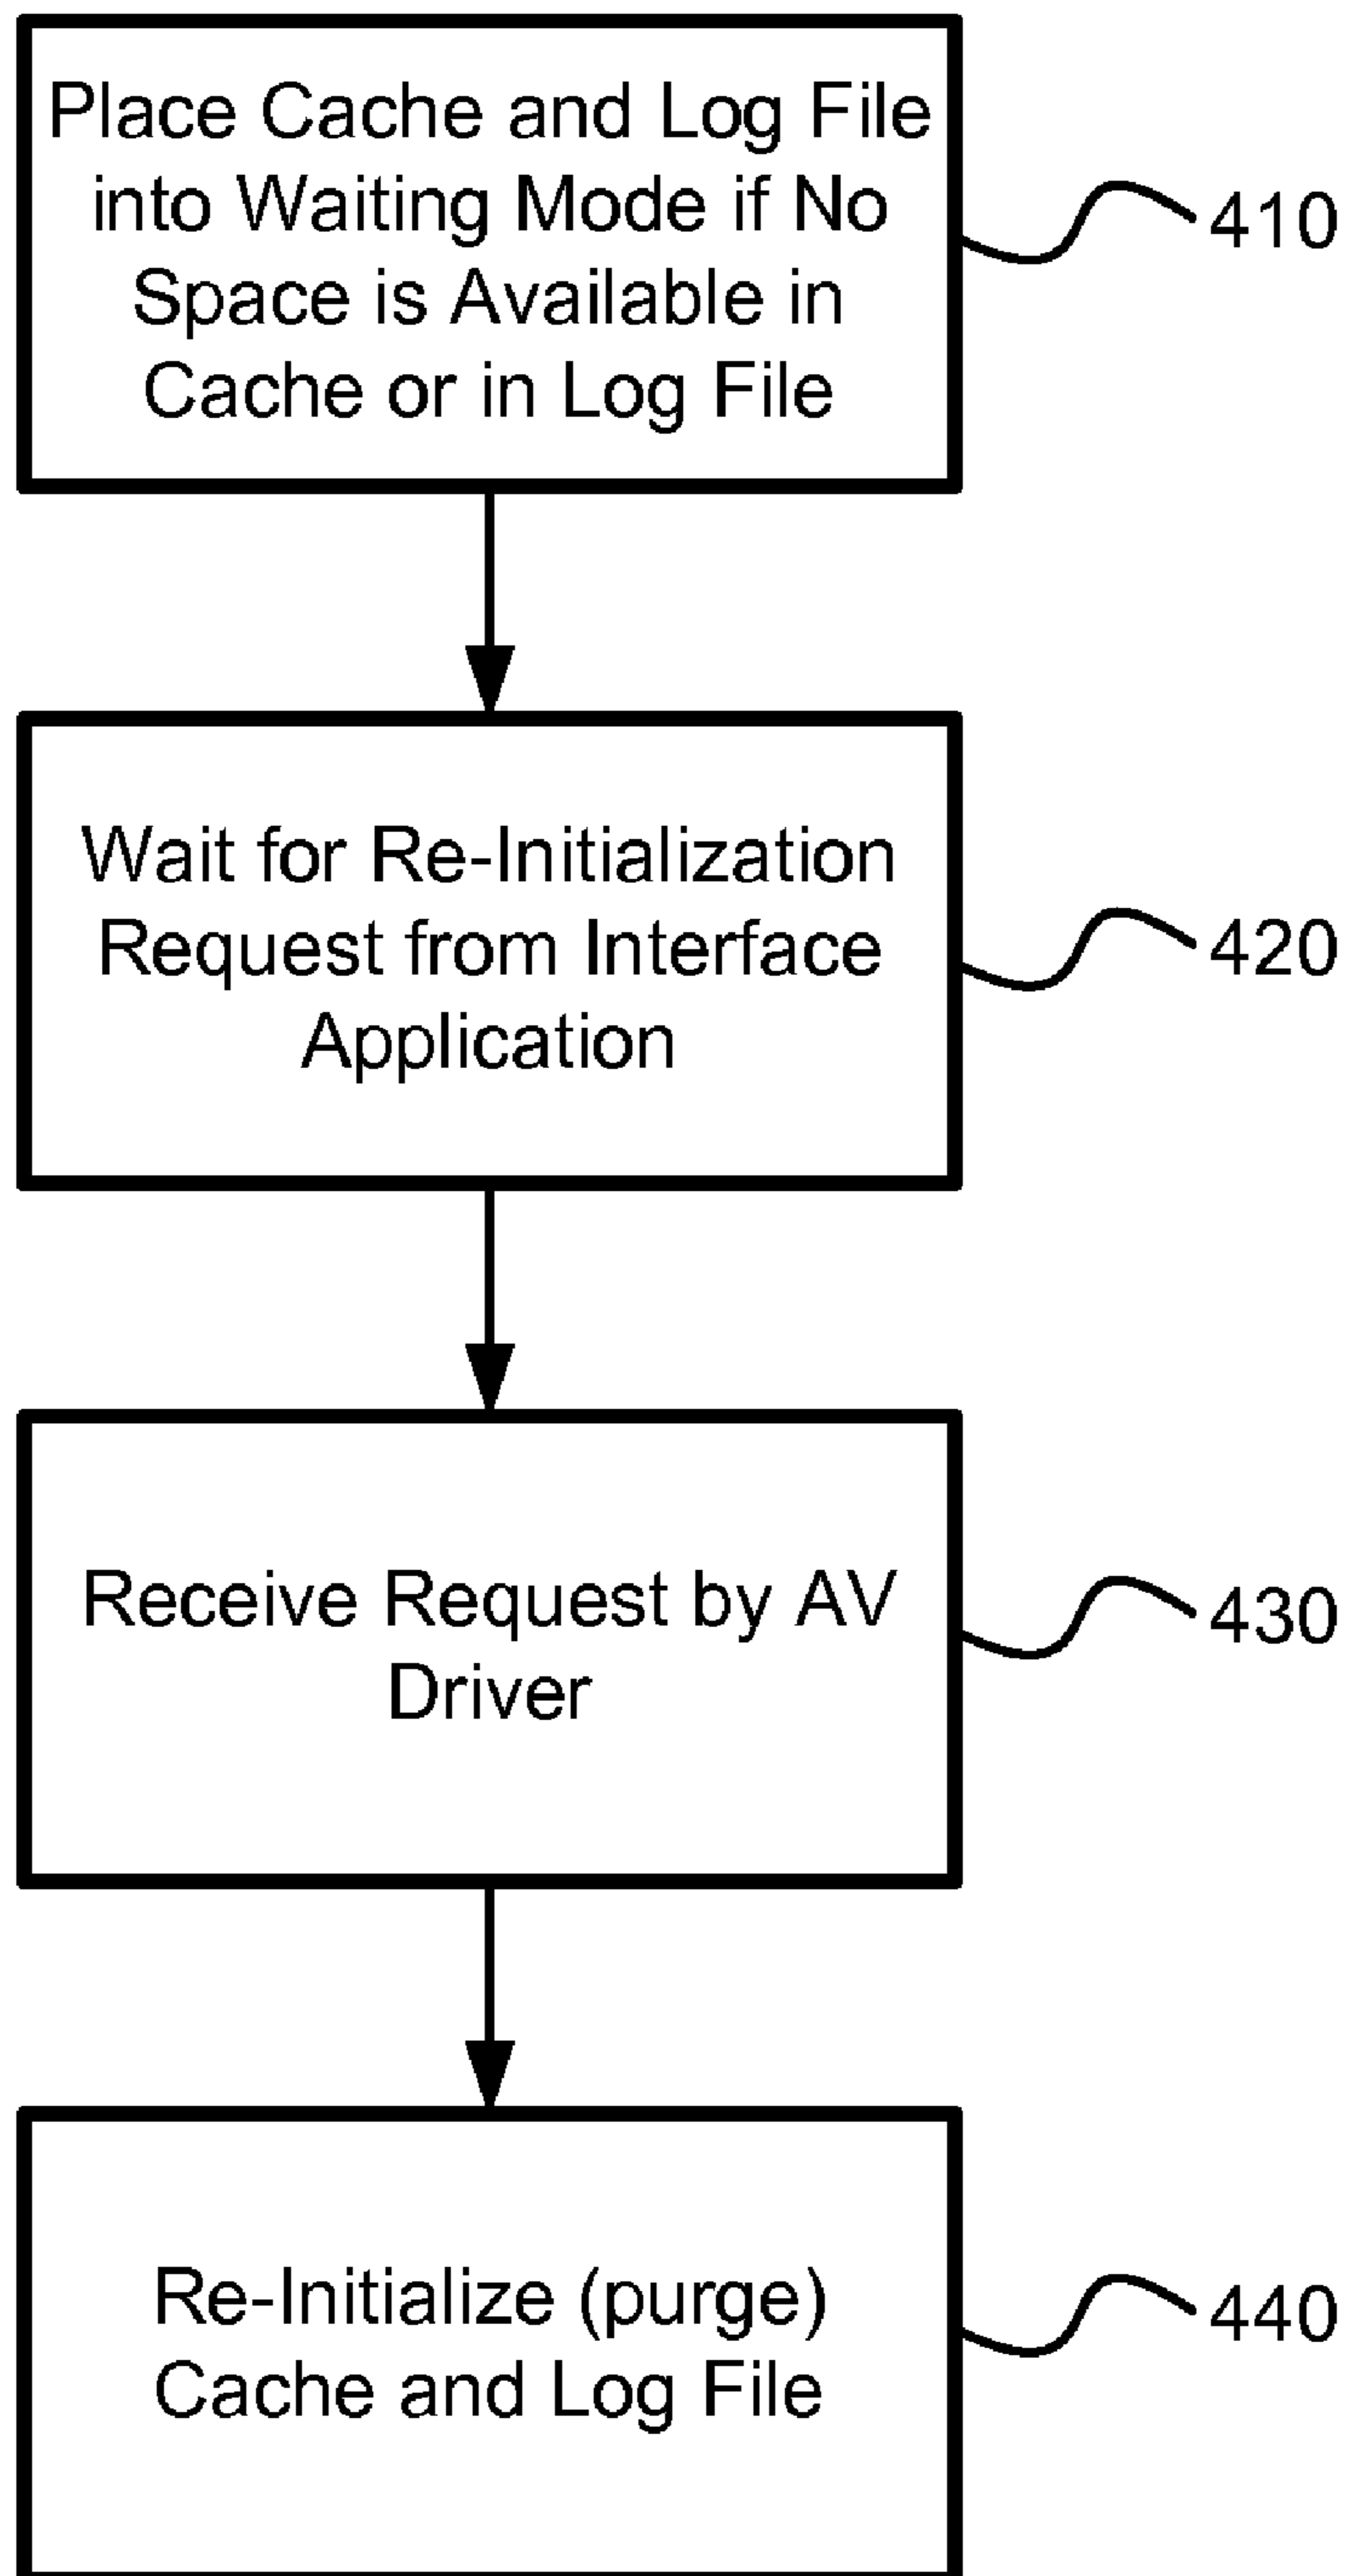 Place Cache and Log File
into Waiting Mode if No
Space is Available in
Cache or in Log File
410
Wait for Re-Initialization
Request from Interface
Application
420
Receive Request by AV
Driver
430
Re-Initialize (purge)
Cache and Log File
440